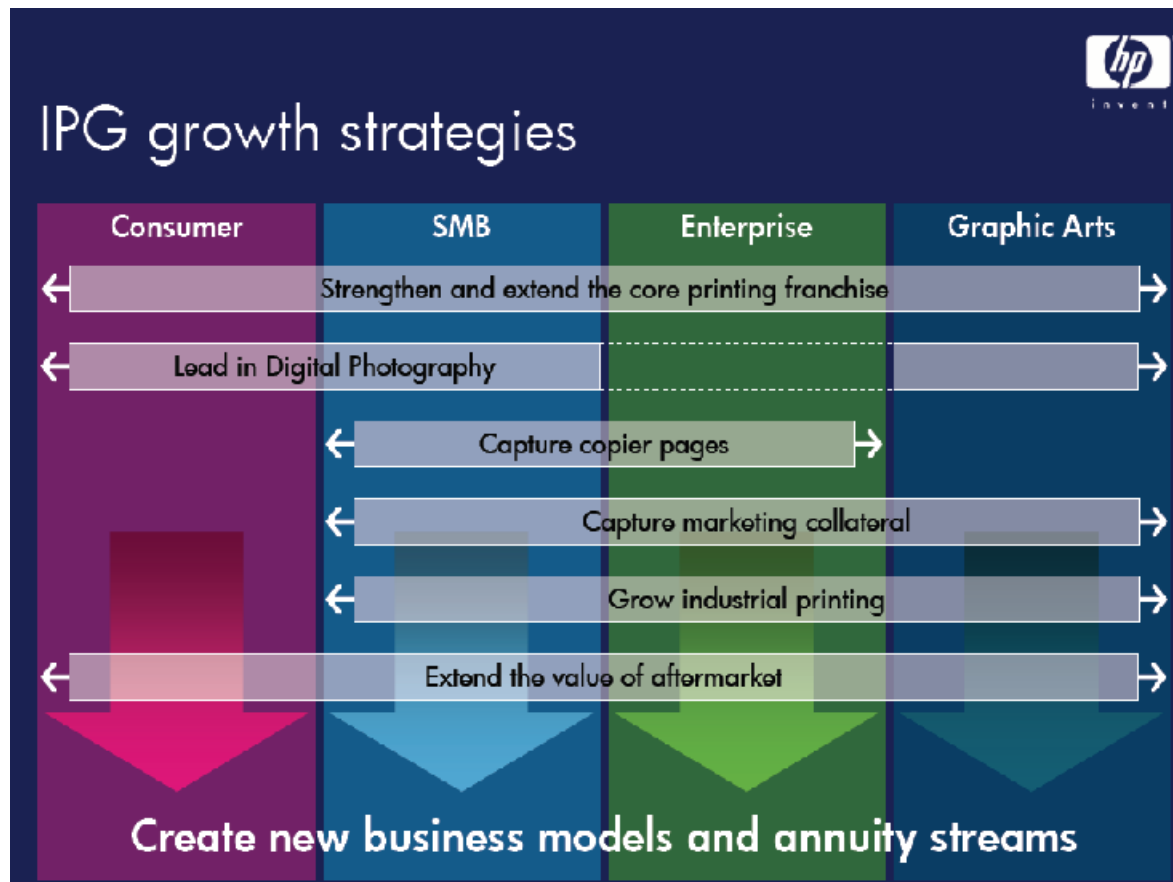 hp
invent
IPG growth strategies
Consumer SMB Enterprise Graphic Arts
Strengthen and extend the core printing franchise
Lead in Digital Photography
Capture copier pages
Capture marketing collateral
Grow industrial printing
Extend the value of aftermarket
Create new business models and annuity streams